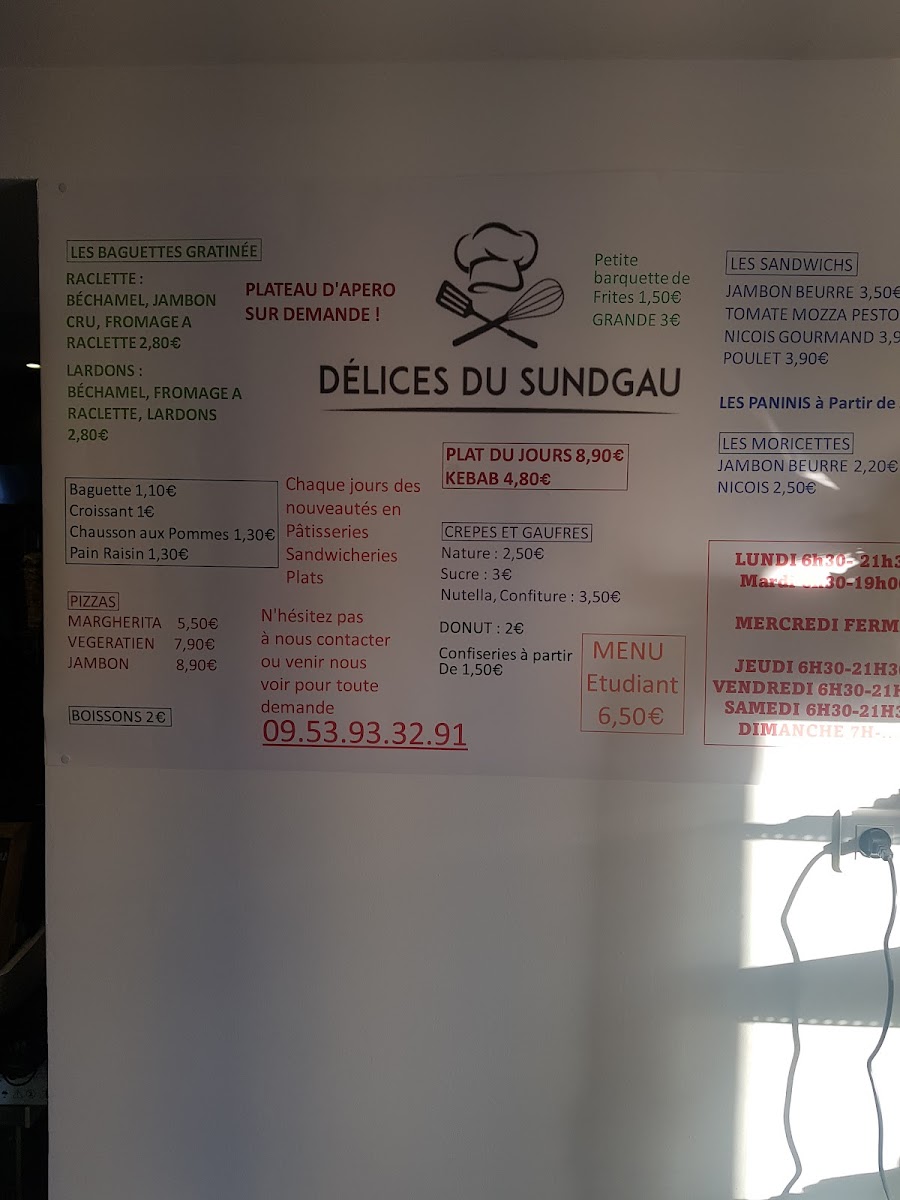 LES BAGUETTES GRATINÉE
RACLETTE :
BÉCHAMEL, JAMBON
CRU, FROMAGE A
RACLETTE 2,80€
LARDONS :
BÉCHAMEL, FROMAGE A
RACLETTE, LARDONS
2,80€
PLATEAU D'APERO
SUR DEMANDE !
DÉLICES DU SUNDGAU
Petite
barquette de
Frites 1,50€
GRANDE 3€
LES SANDWICHS
JAMBON BEURRE 3,50€
TOMATE MOZZA PESTO
NICOIS GOURMAND 3,9
POULET 3,90€
LES PANINIS à Partir de
LES MORICETTES
JAMBON BEURRE 2,20€
NICOIS 2,50€
Baguette 1,10€
Croissant 1€
Chausson aux Pommes 1,30€
Pain Raisin 1,30€
PIZZAS
MARGHERITA 5,50€
VEGERATIEN 7,90€
JAMBON 8,90€
BOISSONS 2€
Chaque jours des
nouveautés en
Pâtisseries
Sandwicheries
Plats
N'hésitez pas
à nous contacter
ou venir nous
voir pour toute
demande
09.53.93.32.91
PLAT DU JOURS 8,90€
KEBAB 4,80€
CREPES ET GAUFRES
Nature : 2,50€
Sucre : 3€
Nutella, Confiture : 3,50€
DONUT : 2€
Confiseries à partir
De 1,50€
MENU
Etudiant
6,50€
LUNDI 6h30- 21h3
Mardi 6h30-19h0
MERCREDI FERM
JEUDI 6H30-21H3
VENDREDI 6H30-21H
SAMEDI 6H30-21H3
DIMANCHE 7H-...